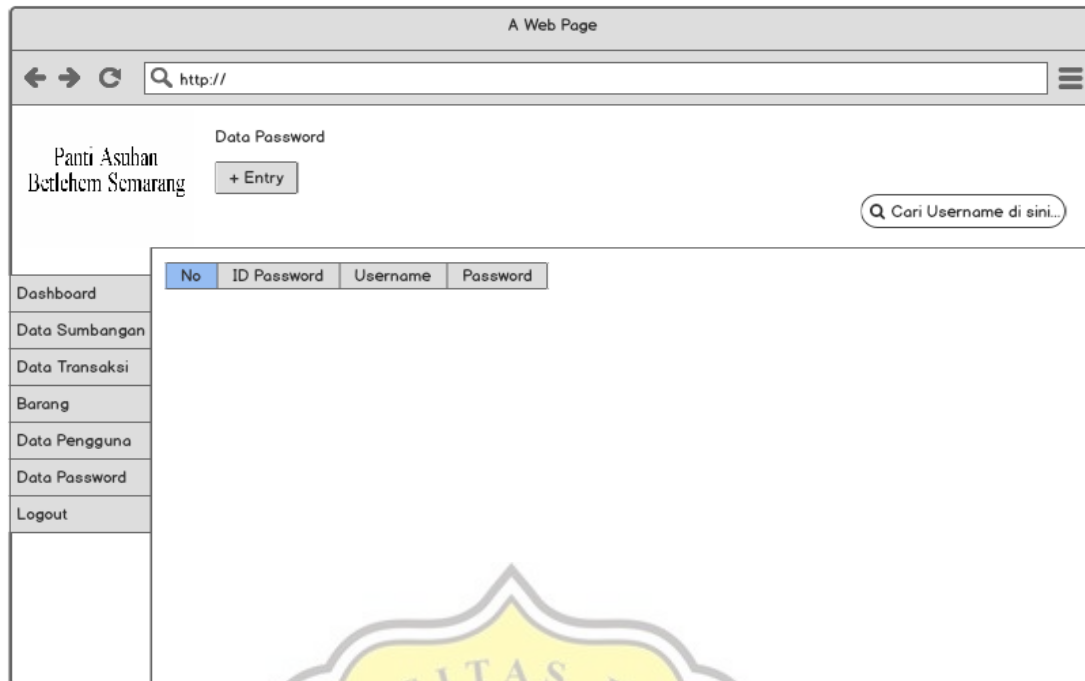 A Web Page
http://
Panti Asuhan
Betlehem Semarang
Data Password
+ Entry
Cari Username di sini...
No ID Password Username Password
Dashboard
Data Sumbangan
Data Transaksi
Barang
Data Pengguna
Data Password
Logout